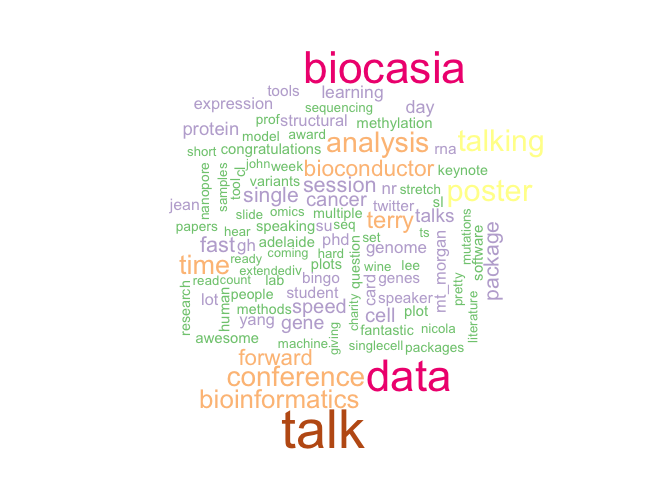 biocasia
tools learning
expression sequencing day
prof structural methylation
protein model award analysis rna talking
short congratulations
john week bioconductor keynote
nanopore samples tool cl variants session nr stretch poster
jean single cancer twitter sl
slide omics multiple terry talks
papers hear speaking su seq ts
fast gh adelaide phd set genome mutations software package
time ready coming hard question
extendediv plots wine lee mt_morgan
readcount lab bingo card genes pretty
research lot human people student charity speaker
methods speed cell plot literature
yang gene fantastic nicola
awesome machine giving singlecell packages
forward
conference data
bioinformatics
talk